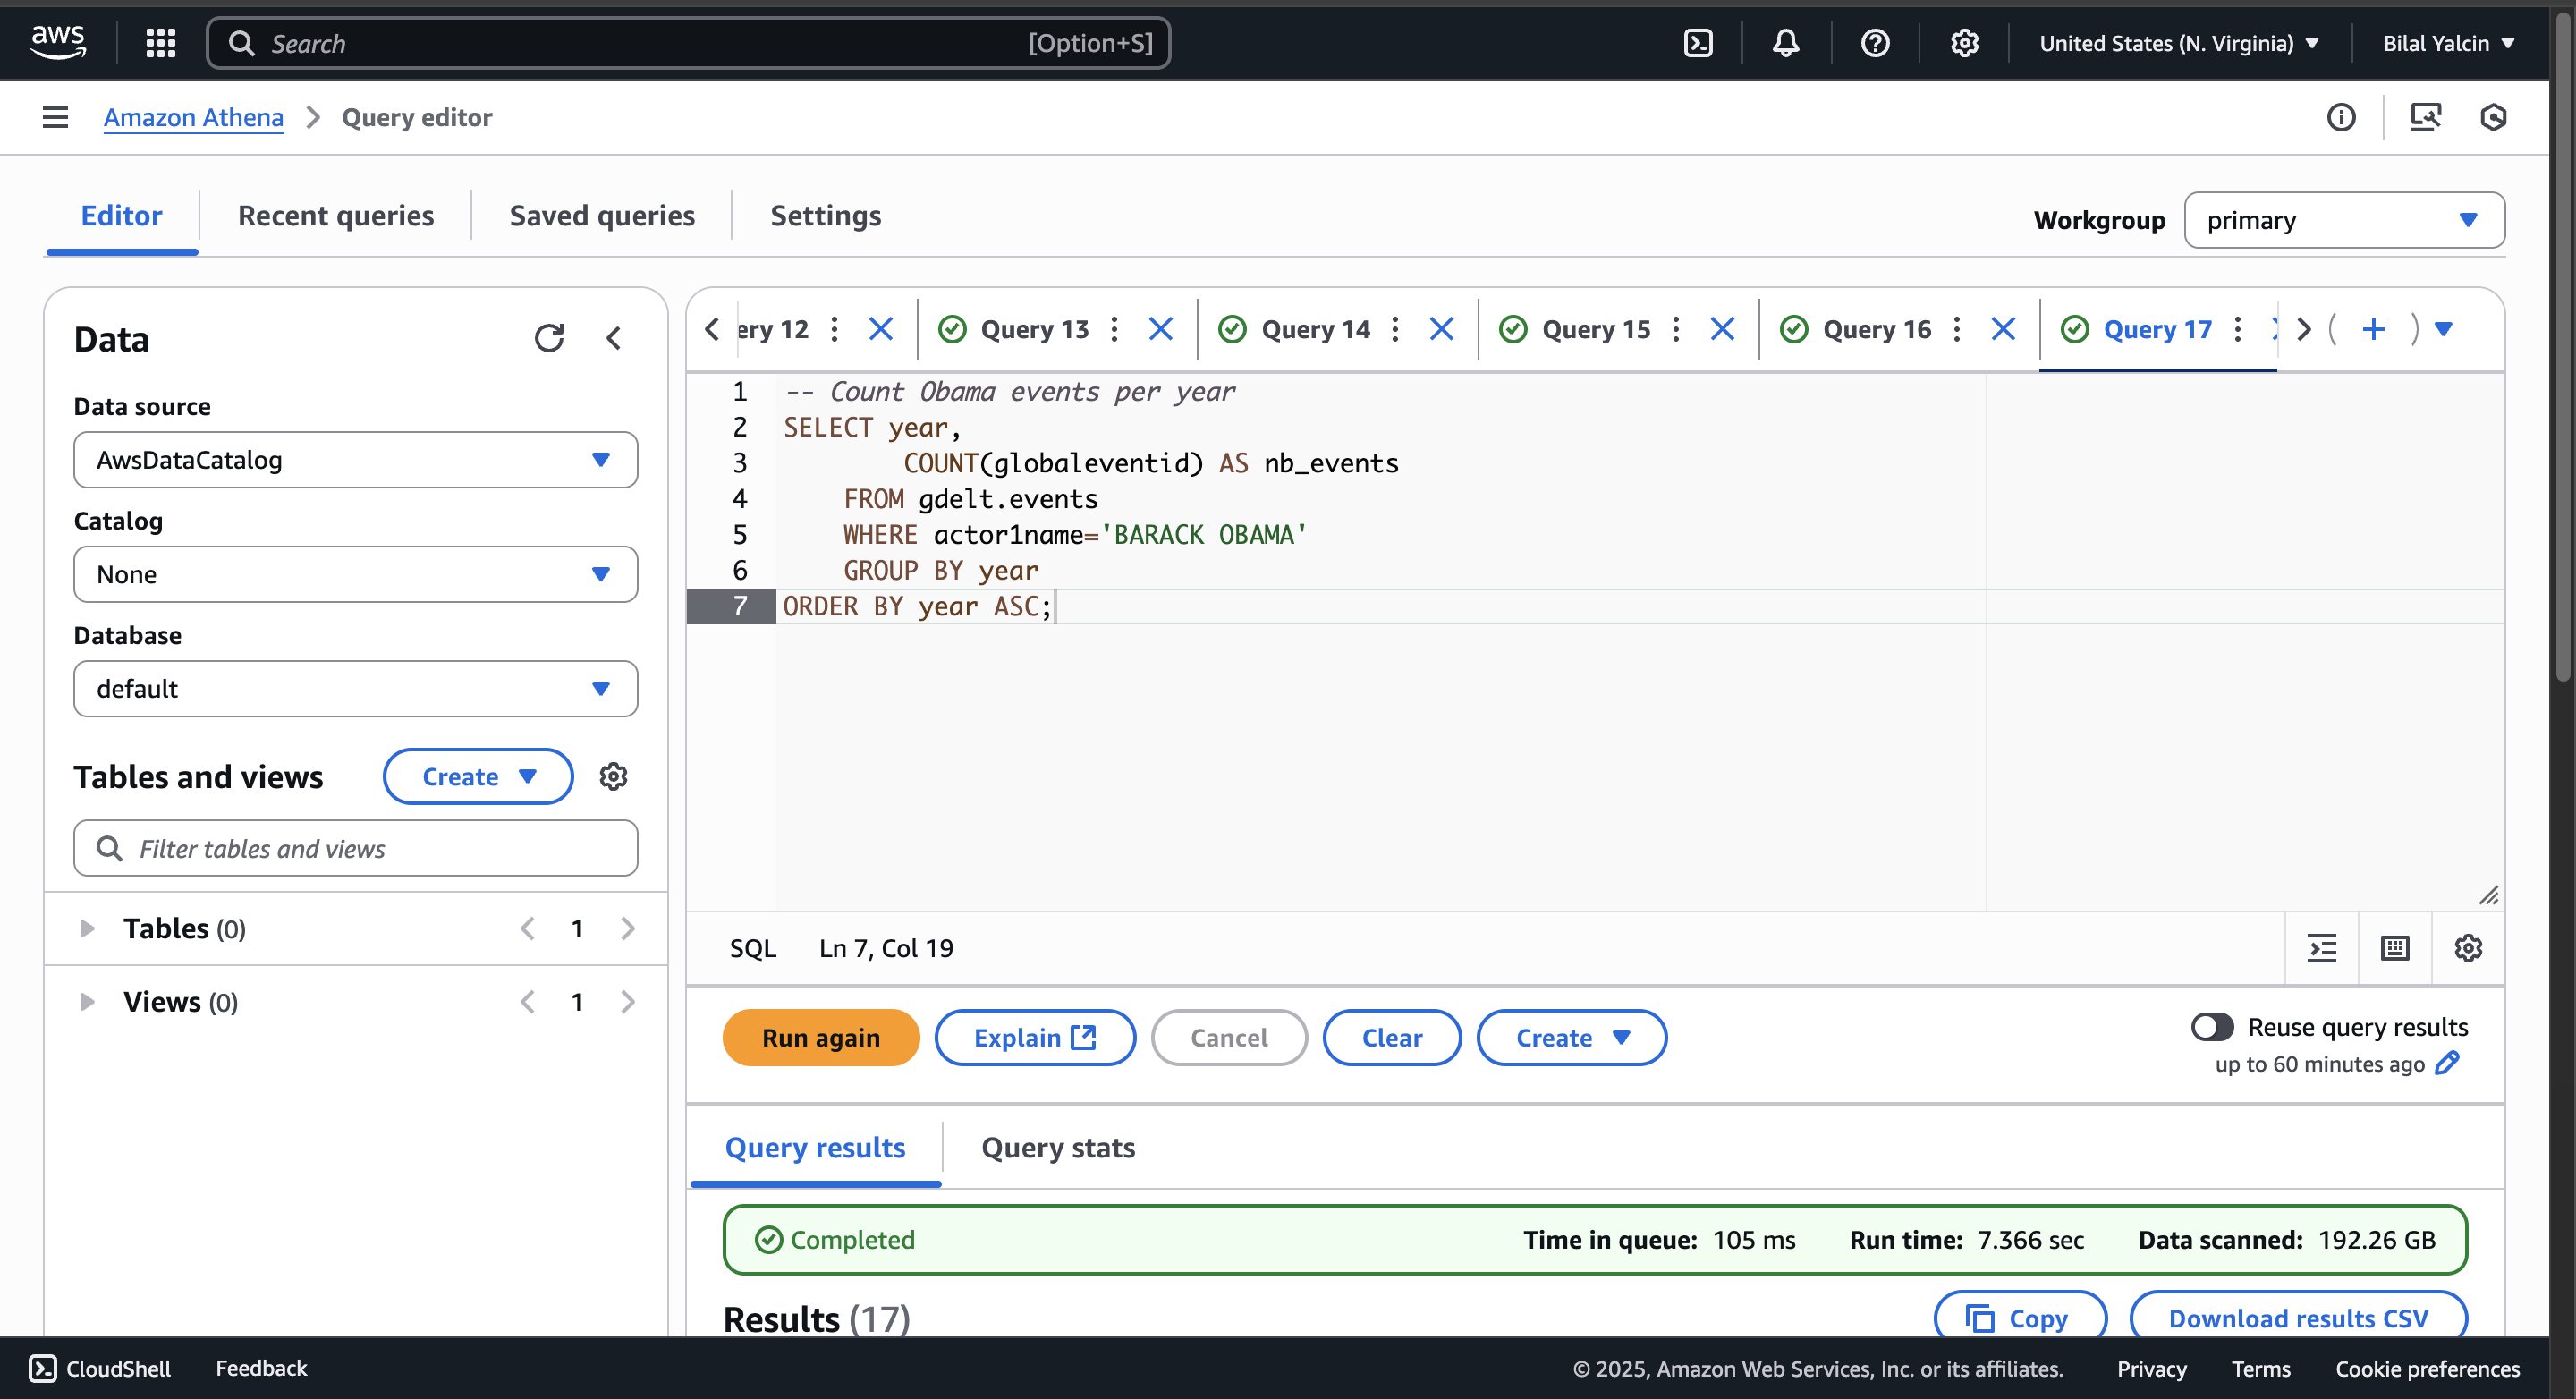 aws
Search [Option+S]
United States (N. Virginia) Bilal Yalcin
Amazon Athena Query editor
Editor Recent queries Saved queries Settings
Workgroup primary
Data
Data source
AwsDataCatalog
Catalog
None
Database
default
Tables and views Create
Filter tables and views
Tables (0) 1
Views (0) 1
ery 12 Query 13 Query 14 Query 15 Query 16 Query 17
1 -- Count Obama events per year
2 SELECT year,
3 COUNT(globaleventid) AS nb_events
4 FROM gdelt.events
5 WHERE actor1name='BARACK OBAMA'
6 GROUP BY year
7 ORDER BY year ASC;
SQL Ln 7, Col 19
Run again Explain Cancel Clear Create
Reuse query results
up to 60 minutes ago
Query results Query stats
Completed Time in queue: 105 ms Run time: 7.366 sec Data scanned: 192.26 GB
Results (17) Copy Download results CSV
CloudShell Feedback © 2025, Amazon Web Services, Inc. or its affiliates. Privacy Terms Cookie preferences